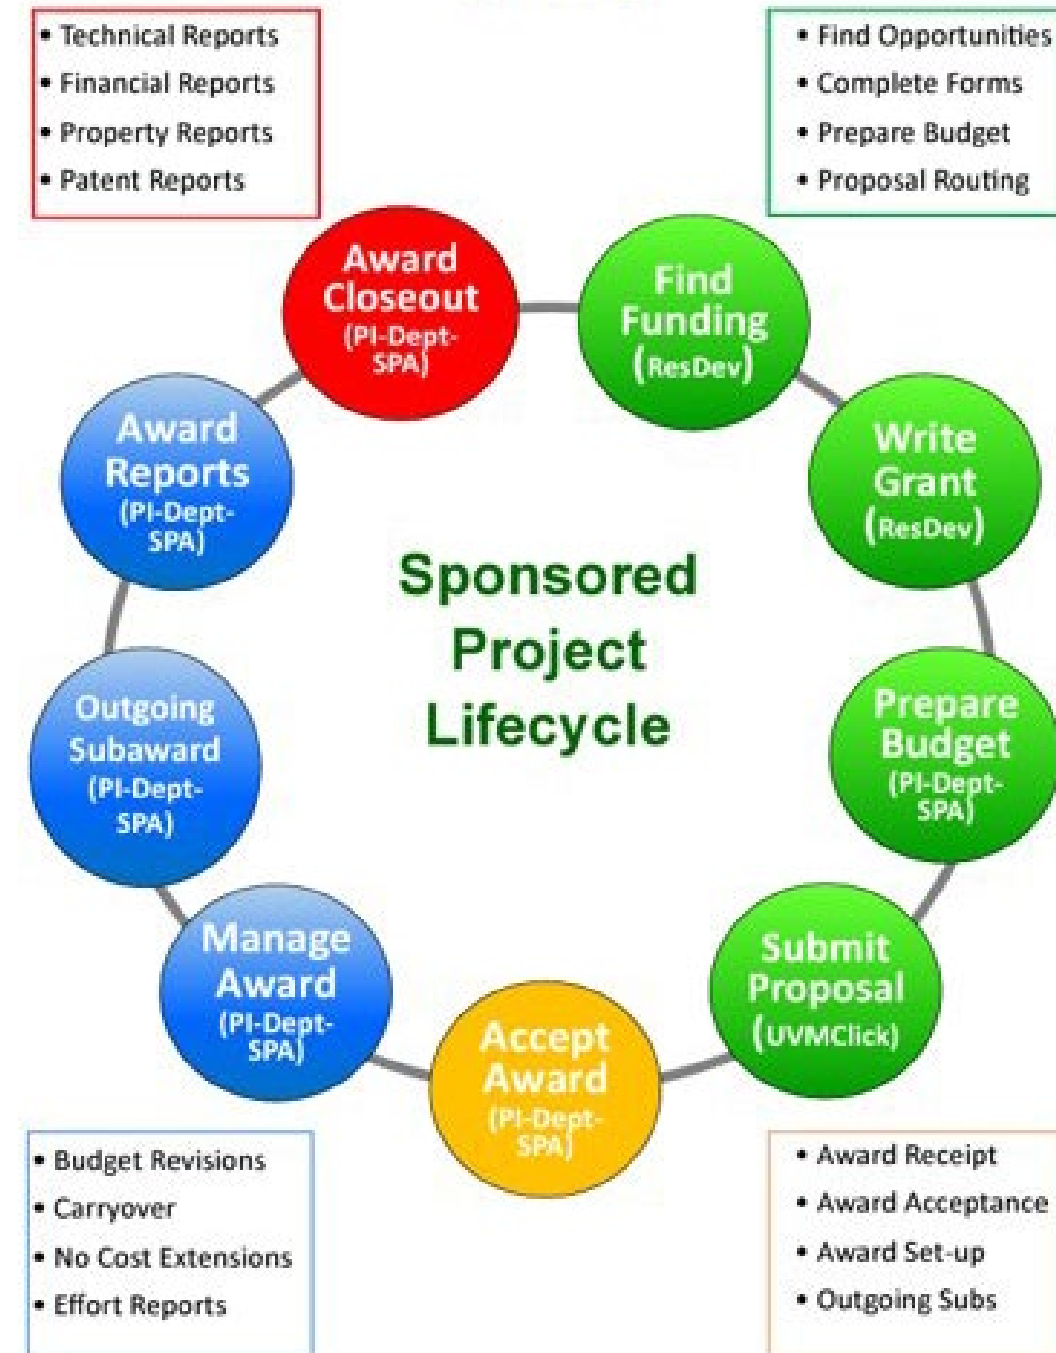 • Technical Reports
• Financial Reports
• Property Reports
• Patent Reports
• Find Opportunities
• Complete Forms
• Prepare Budget
• Proposal Routing
Award
Closeout
(PI-Dept-
SPA)
Find
Funding
(ResDev)
Write
Grant
(ResDev)
Prepare
Budget
(PI-Dept-
SPA)
Submit
Proposal
(UVMClick)
Accept
Award
(PI-Dept-
SPA)
Manage
Award
(PI-Dept-
SPA)
Outgoing
Subaward
(PI-Dept-
SPA)
Award
Reports
(PI-Dept-
SPA)
Sponsored
Project
Lifecycle
• Budget Revisions
• Carryover
• No Cost Extensions
• Effort Reports
• Award Receipt
• Award Acceptance
• Award Set-up
• Outgoing Subs